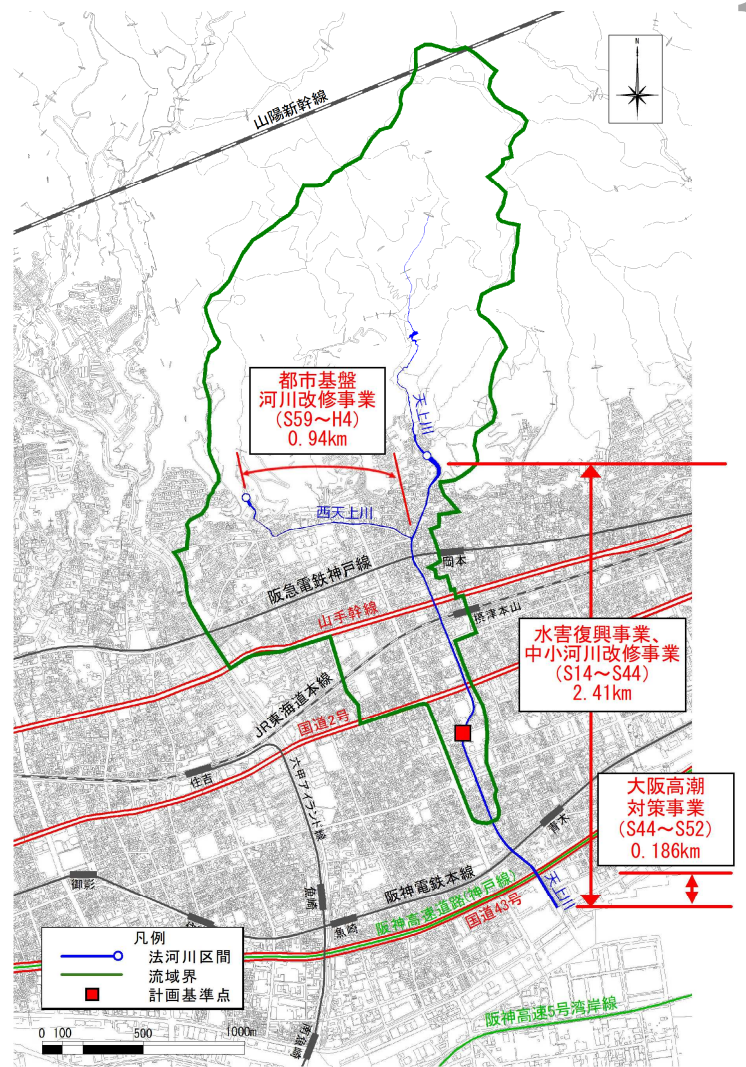 N
山陽新幹線
都市基盤
河川改修事業
(S59～H4)
0.94km
天上川
西天上川
岡本
阪急電鉄神戸線
山手幹線
摂津本山
水害復興事業、
中小河川改修事業
(S14～S44)
2.41km
JR東海道本線
国道2号
住吉
六甲アイランド線
大阪高潮
対策事業
(S44～S52)
0.186km
青木
御影
魚崎
阪神電鉄本線
魚崎
阪神高速道路(神戸線)
国道43号
天上川
凡例
法河川区間
流域界
計画基準点
0 100 500 1000m
南魚崎
阪神高速5号湾岸線